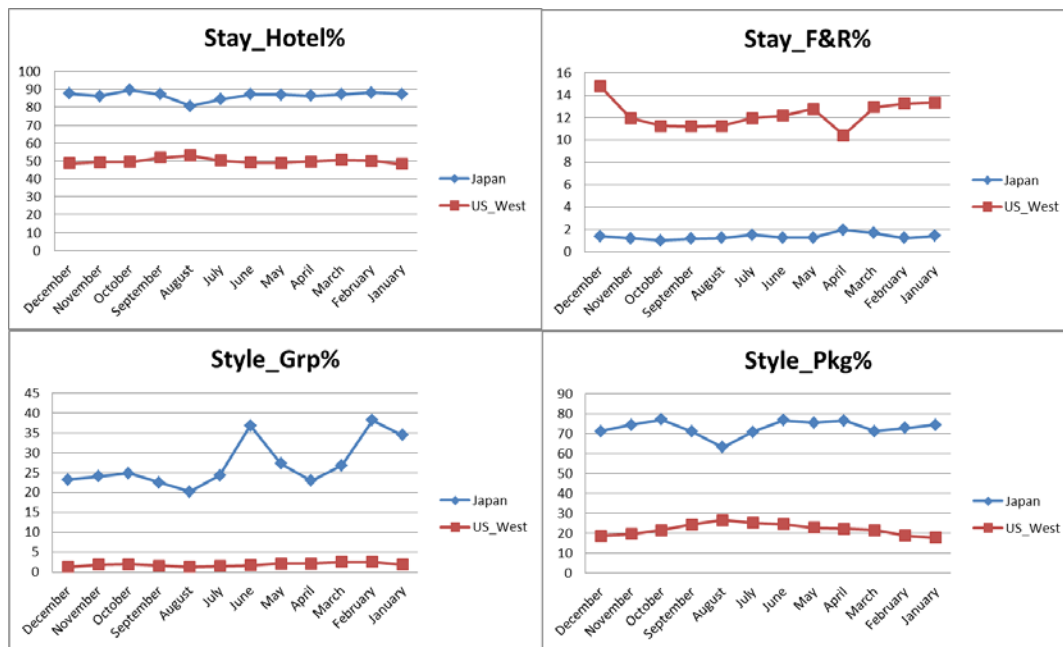 Stay_Hotel%
100
90
80
70
60
50
40
30
20
10
0
December
November
October
September
August
July
June
May
April
March
February
January
Japan
US_West
Stay_F&R%
16
14
12
10
8
6
4
2
0
December
November
October
September
August
July
June
May
April
March
February
January
Japan
US_West
Style_Grp%
45
40
35
30
25
20
15
10
5
0
December
November
October
September
August
July
June
May
April
March
February
January
Japan
US_West
Style_Pkg%
90
80
70
60
50
40
30
20
10
0
December
November
October
September
August
July
June
May
April
March
February
January
Japan
US_West